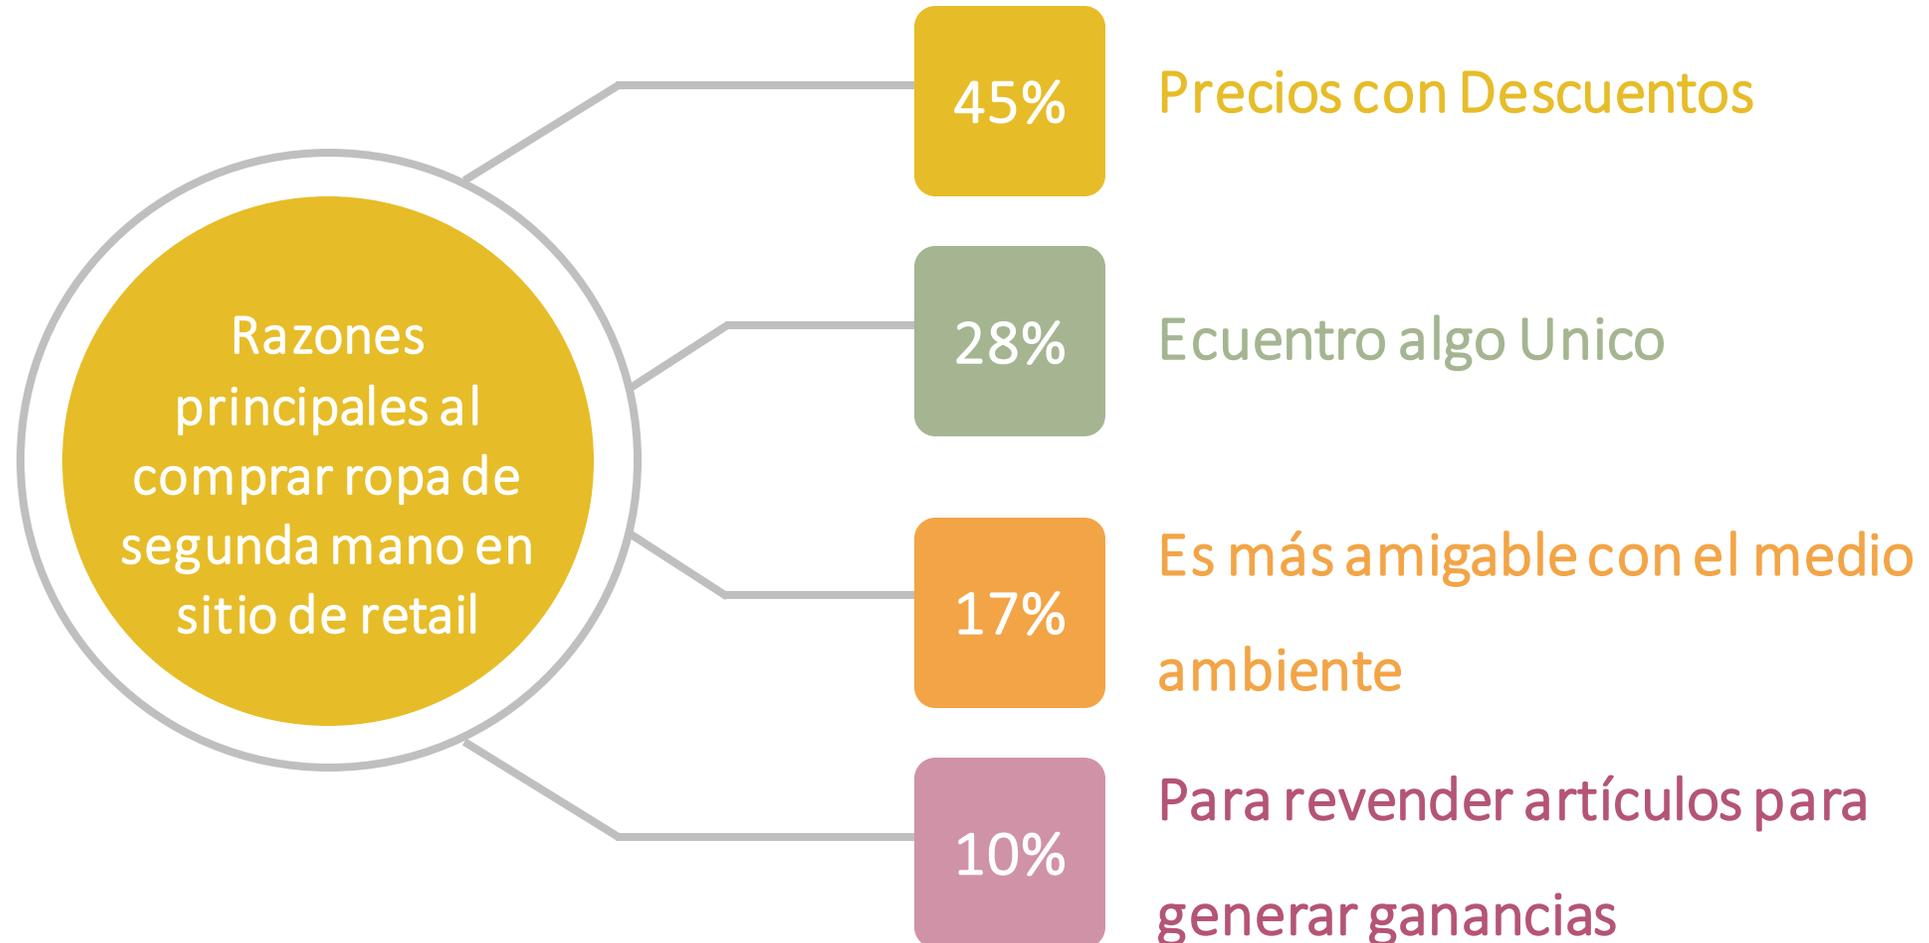 Razones
principales al
comprar ropa de
segunda mano en
sitio de retail
45%
Precios con Descuentos
28%
Ecuentro algo Unico
17%
Es más amigable con el medio
ambiente
10%
Para revender artículos para
generar ganancias